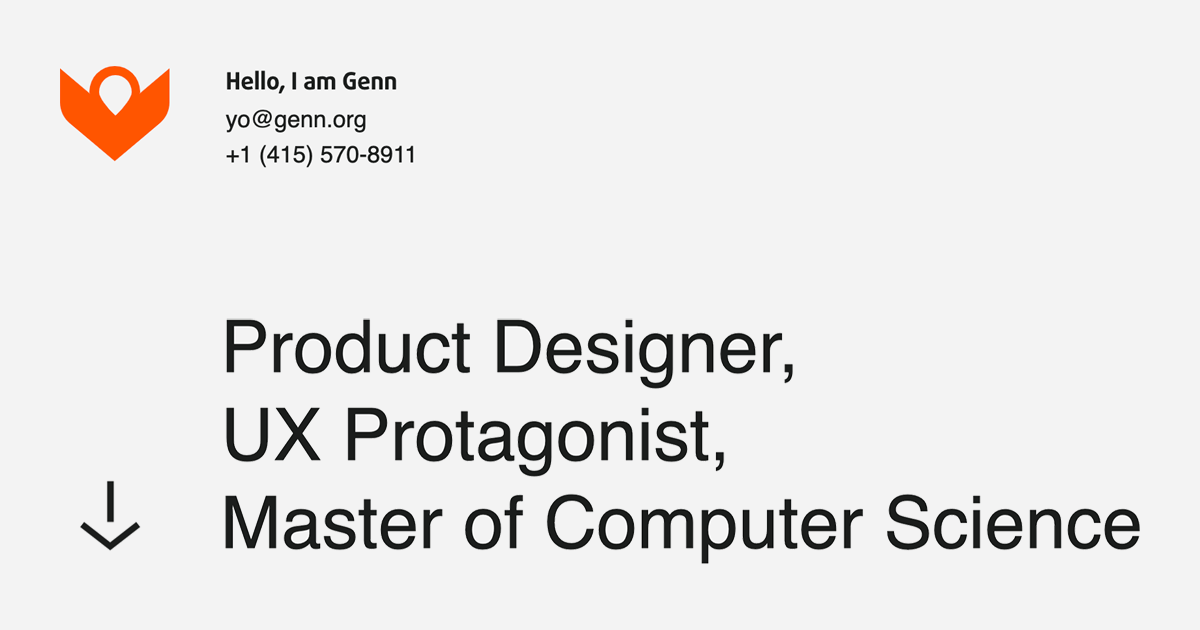 Hello, I am Genn
yo@genn.org
+1 (415) 570-8911
Product Designer,
UX Protagonist,
Master of Computer Science